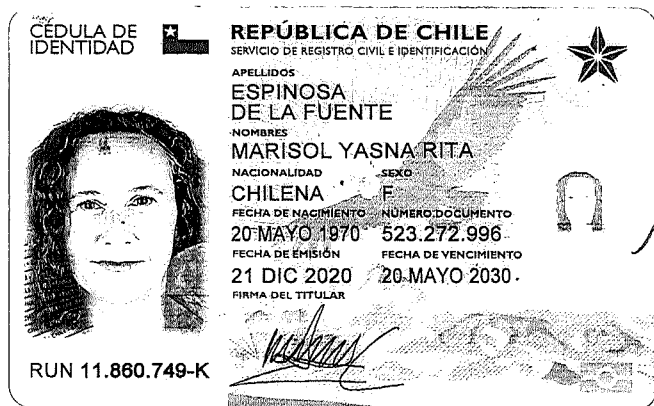 CÉDULA DE
IDENTIDAD
REPÚBLICA DE CHILE
SERVICIO DE REGISTRO CIVIL E IDENTIFICACIÓN
APELLIDOS
ESPINOSA
DE LA FUENTE
NOMBRES
MARISOL YASNA RITA
NACIONALIDAD SEXO
CHILENA F
FECHA DE NACIMIENTO NÚMERO DOCUMENTO
20 MAYO 1970 523.272.996
FECHA DE EMISIÓN FECHA DE VENCIMIENTO
21 DIC 2020 20 MAYO 2030
FIRMA DEL TITULAR
RUN 11.860.749-K